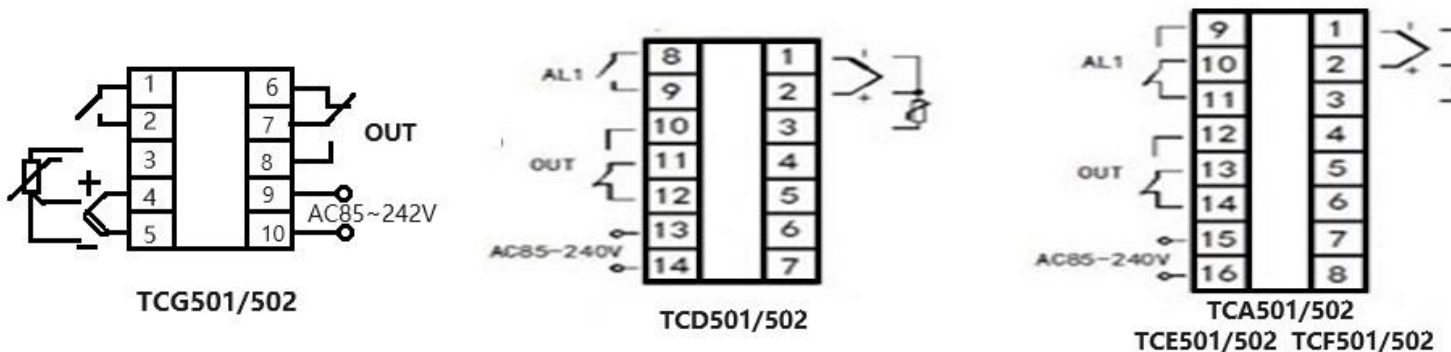 1 6
2 7
OUT
3 8
+
4 9
AC85~242V
5 10
−
TCG501/502
8 1
AL1
9 2
+
10 3
OUT
11 4
12 5
13 6
AC85-240V
14 7
TCD501/502
9 1
AL1
10 2
+
11 3
12 4
OUT
13 5
14 6
15 7
AC85-240V
16 8
TCA501/502
TCE501/502 TCF501/502